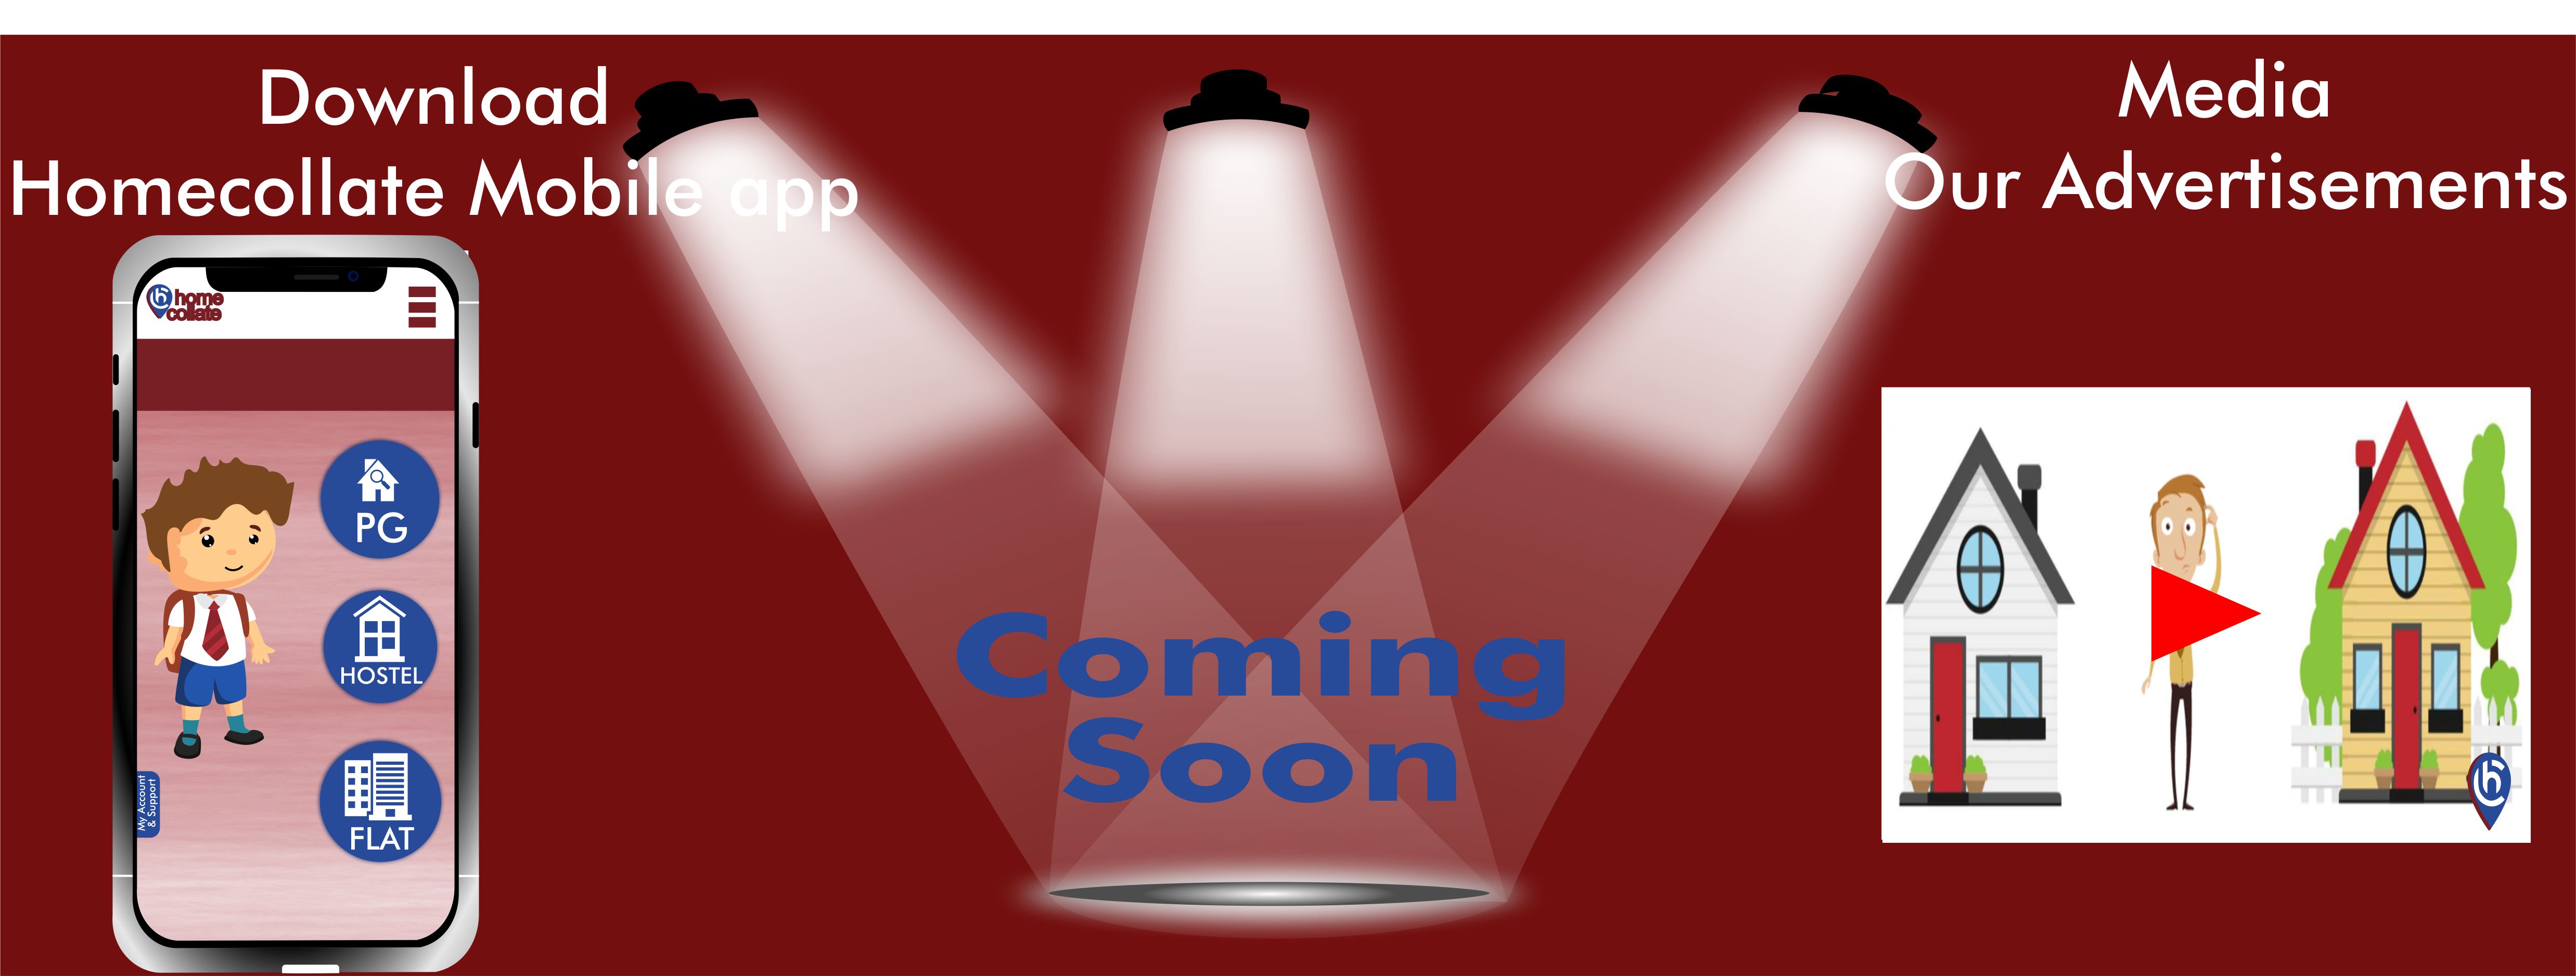 Download
Homecollate Mobile app
home
collate
PG
HOSTEL
FLAT
My Account
& Support
Coming
Soon
Media
Our Advertisements